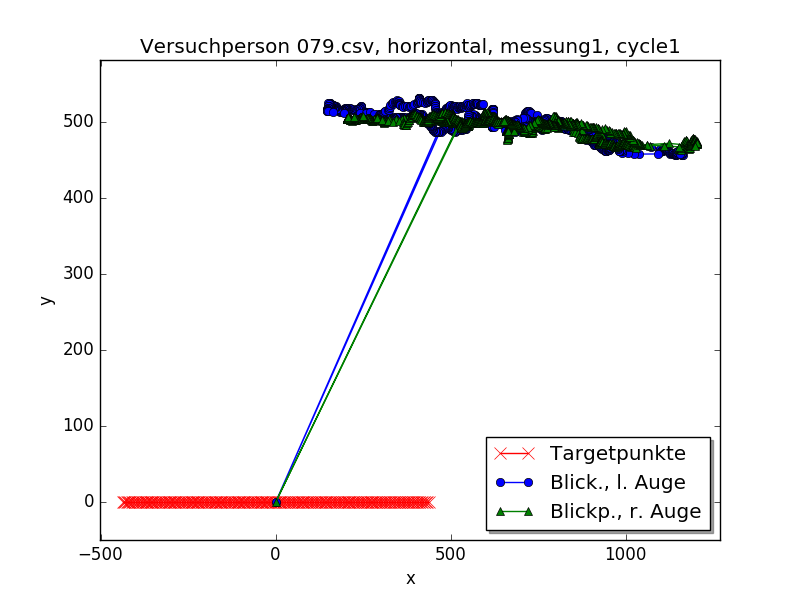 Versuchperson 079.csv, horizontal, messung1, cycle1
500
400
300
200
100
0
y
−500
0
500
1000
x
Targetpunkte
Blick., l. Auge
Blickp., r. Auge